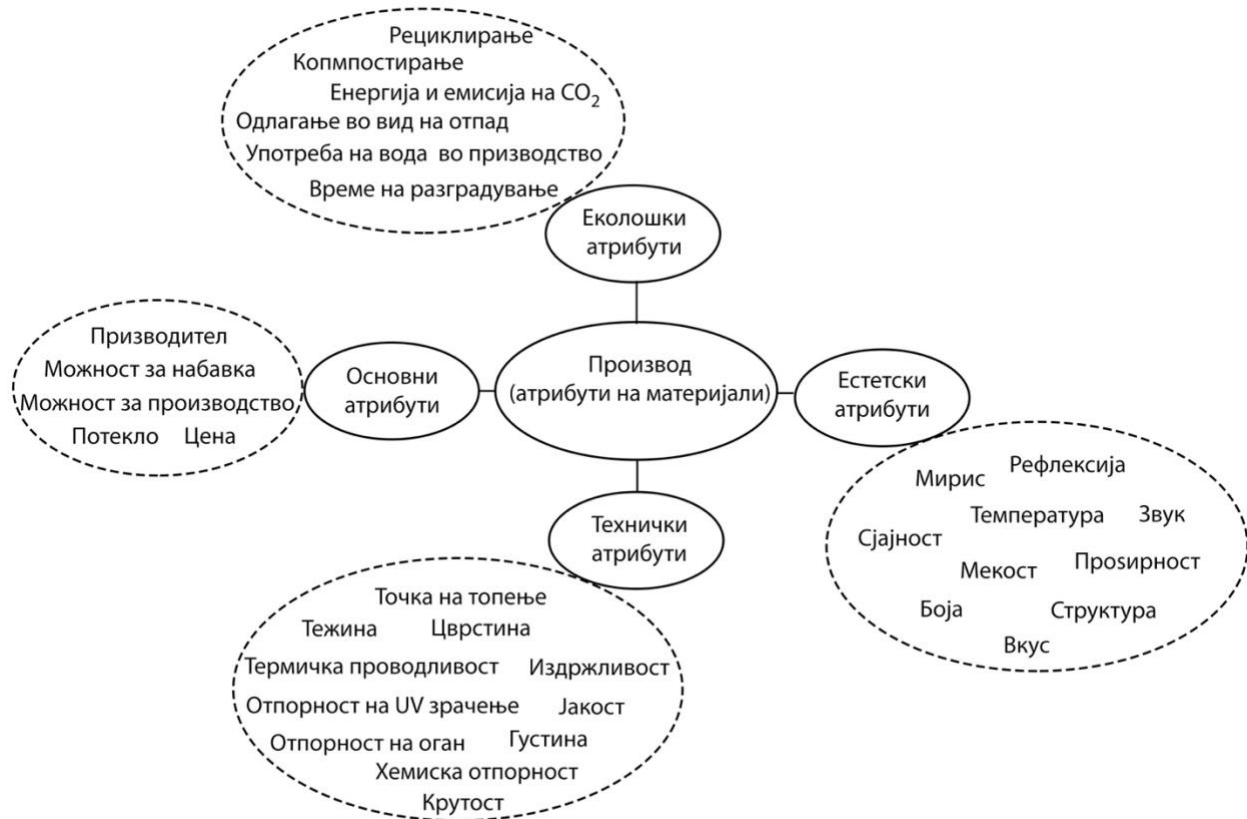 Рециклирање
Копмпостирање
Енергија и емисија на CO₂
Одлагање во вид на отпад
Употреба на вода во призводство
Време на разградување
Еколошки
атрибути
Призводител
Можност за набавка
Можност за производство
Потекло Цена
Основни
атрибути
Производ
(атрибути на материјали)
Естетски
атрибути
Мирис Рефлексија
Температура Звук
Сјајност
Мекост Проѕирност
Боја Структура
Вкус
Технички
атрибути
Точка на топење
Тежина Цврстина
Термичка проводливост Издржливост
Отпорност на UV зрачење Јакост
Отпорност на оган Густина
Хемиска отпорност
Крутост